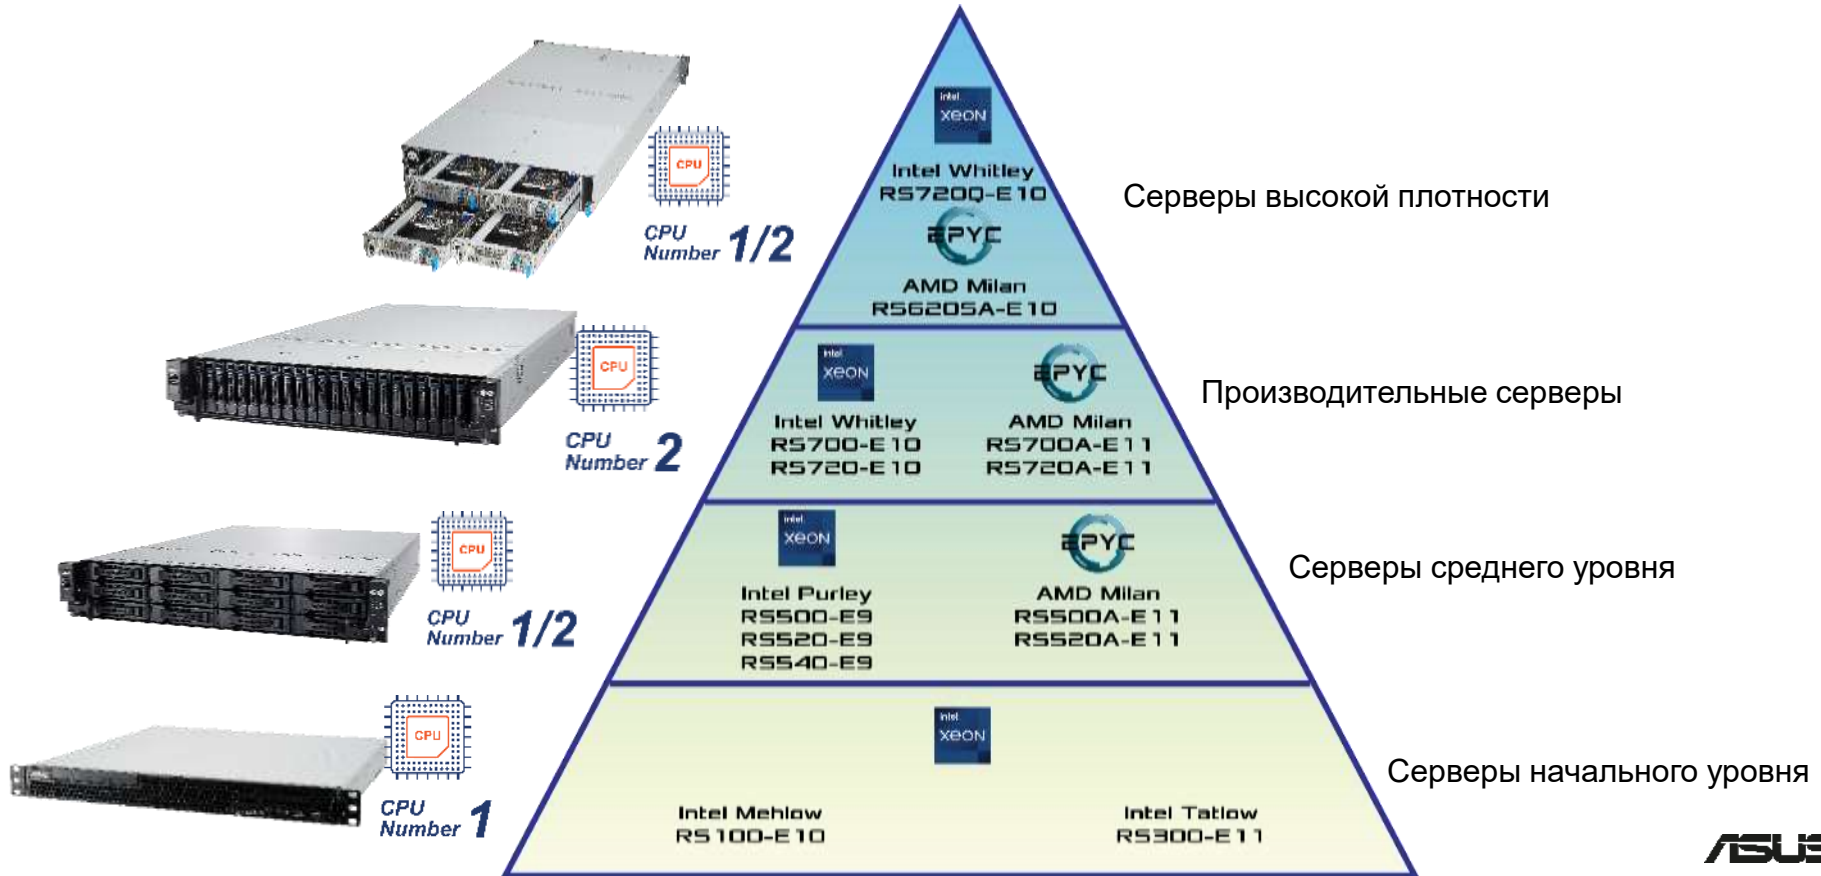 intel
xeon
Intel Whitley
RS720Q-E10
EPYC
AMD Milan
RS620SA-E10
Серверы высокой плотности
CPU
CPU
Number 1/2
intel
xeon
Intel Whitley
RS700-E10
RS720-E10
EPYC
AMD Milan
RS700A-E11
RS720A-E11
Производительные серверы
CPU
CPU
Number 2
intel
xeon
Intel Purley
RS500-E9
RS520-E9
RS540-E9
EPYC
AMD Milan
RS500A-E11
RS520A-E11
Серверы среднего уровня
CPU
CPU
Number 1/2
intel
xeon
Intel Mehlow
RS100-E10
Intel Tatlow
RS300-E11
Серверы начального уровня
CPU
CPU
Number 1
ASUS